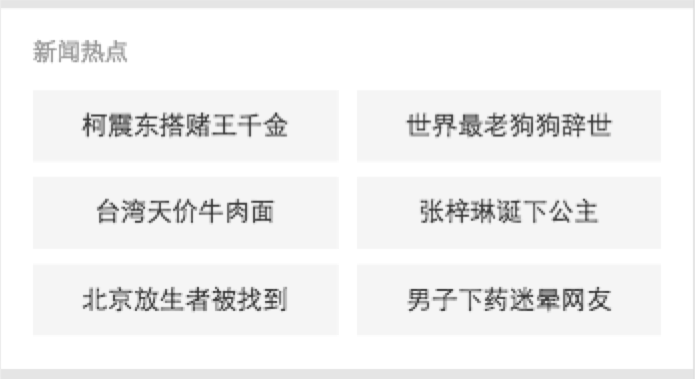 新闻热点
柯震东搭赌王千金 世界最老狗狗辞世
台湾天价牛肉面 张梓琳诞下公主
北京放生者被找到 男子下药迷晕网友